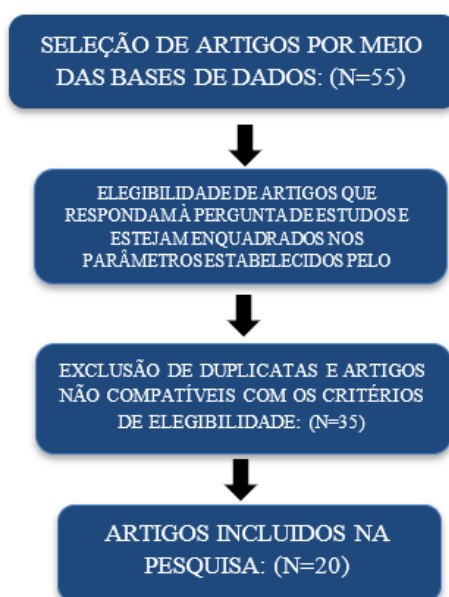 SELEÇÃO DE ARTIGOS POR MEIO
DAS BASES DE DADOS: (N=55)
ELEGIBILIDADE DE ARTIGOS QUE
RESPONDAM À PERGUNTA DE ESTUDOS E
ESTEJAM ENQUADRADOS NOS
PARÂMETROS ESTABELECIDOS PELO
EXCLUSÃO DE DUPLICATAS E ARTIGOS
NÃO COMPATÍVEIS COM OS CRITÉRIOS
DE ELEGIBILIDADE: (N=35)
ARTIGOS INCLUIDOS NA
PESQUISA: (N=20)